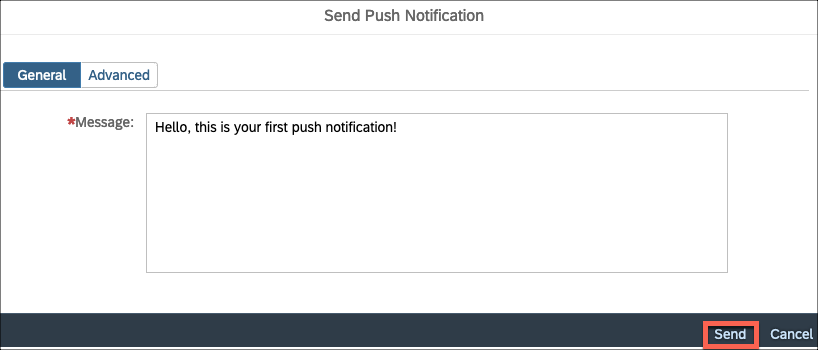 Send Push Notification
General Advanced
*Message: Hello, this is your first push notification!
Send Cancel